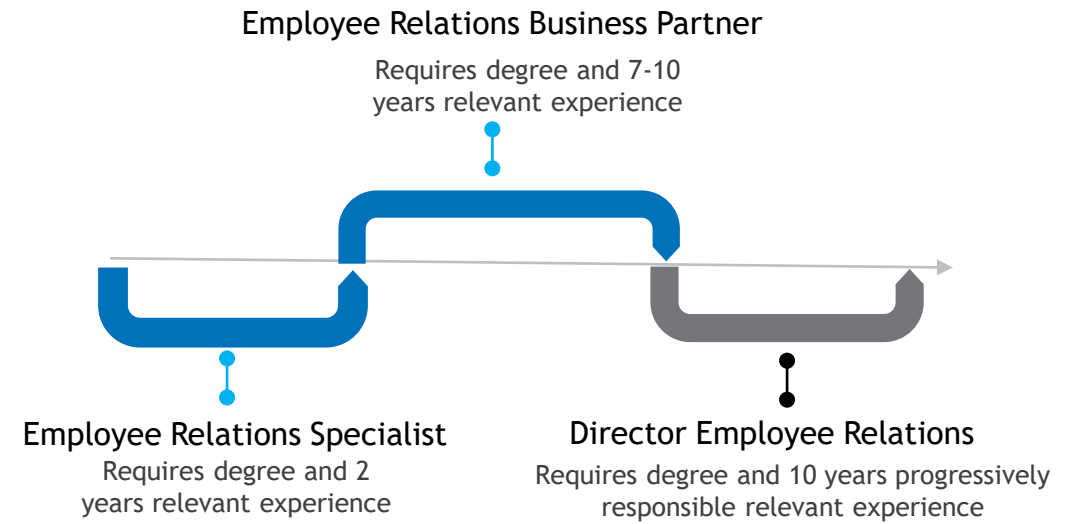 Employee Relations Business Partner
Requires degree and 7-10
years relevant experience
Employee Relations Specialist
Requires degree and 2
years relevant experience
Director Employee Relations
Requires degree and 10 years progressively
responsible relevant experience